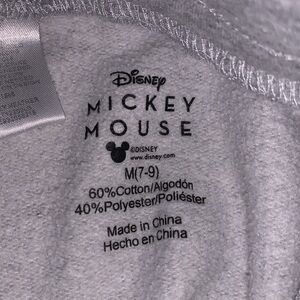 Disney
MICKEY
MOUSE
©DISNEY
www.disney.com
M(7-9)
60%Cotton/Algodón
40%Polyester/Poliéster
Made in China
Hecho en China